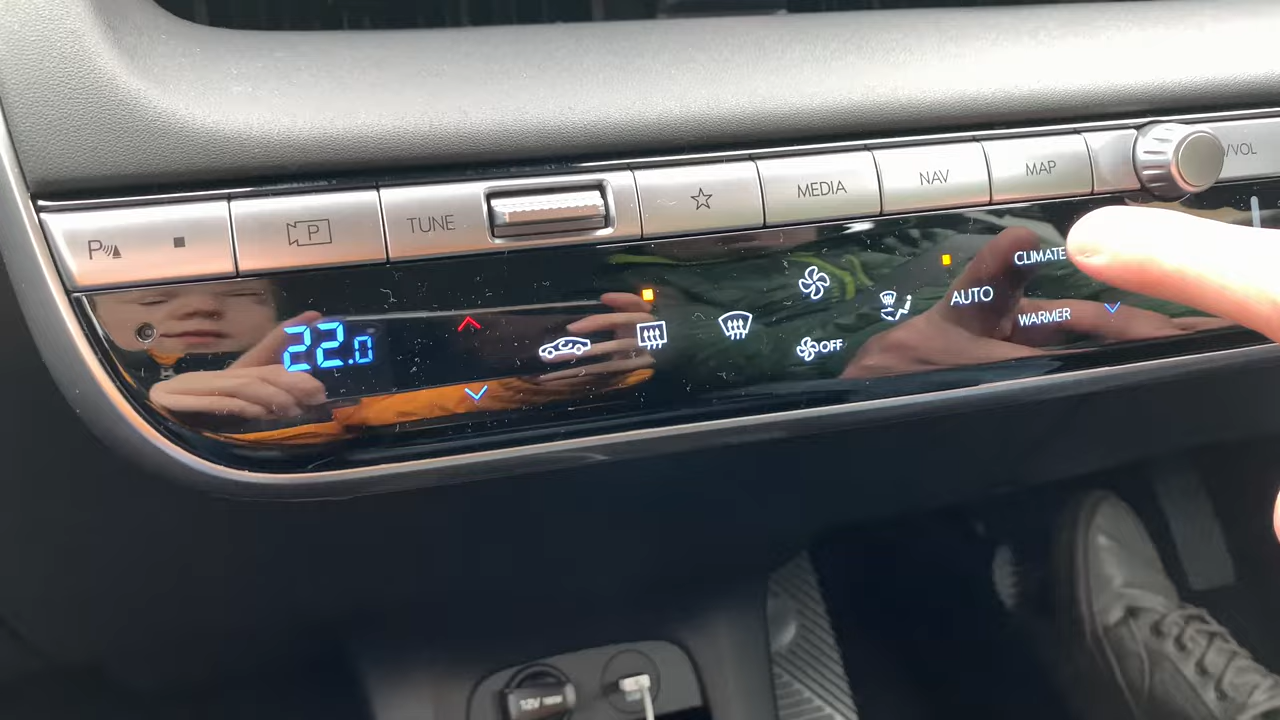 P
P
TUNE
MEDIA
NAV
MAP
/VOL
22.0
OFF
AUTO
CLIMATE
WARMER
12V